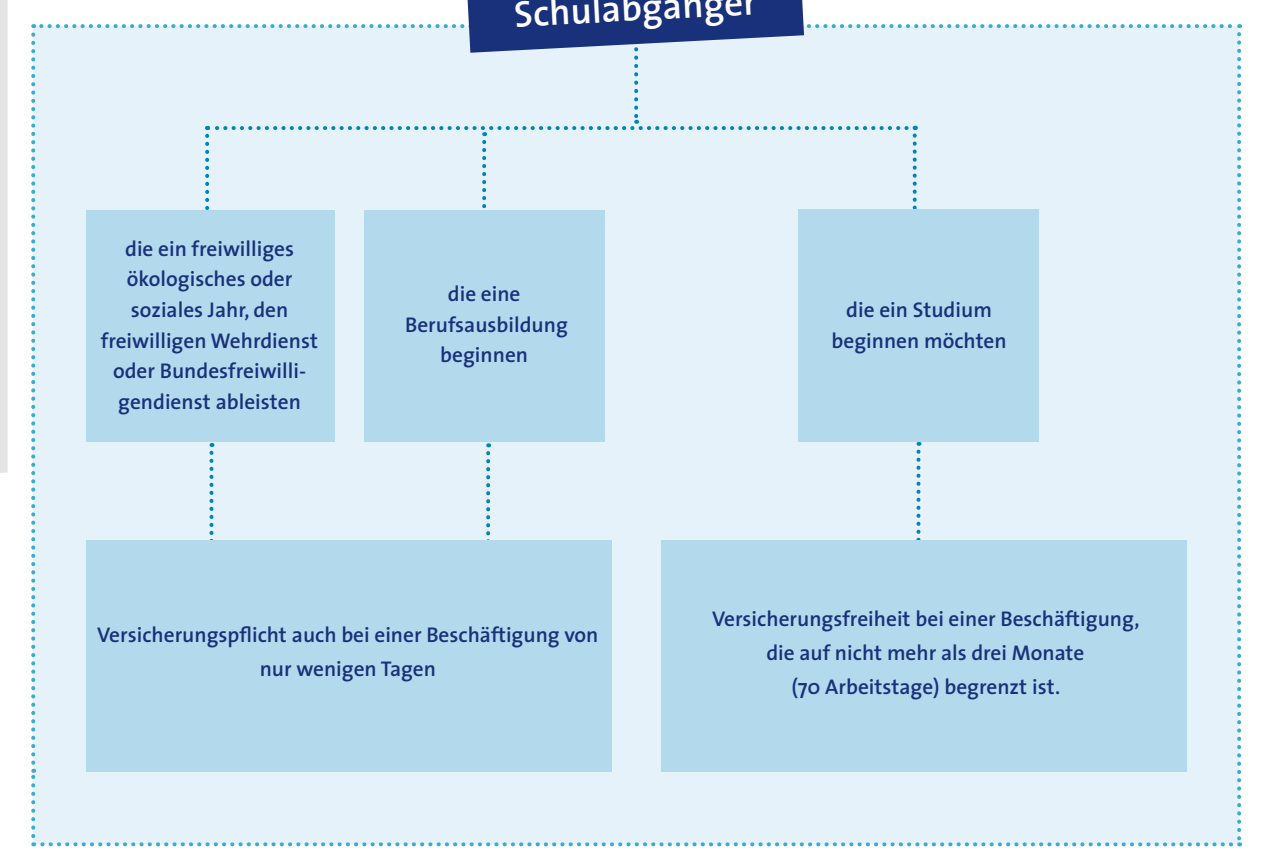 Schulabgänger
die ein freiwilliges
ökologisches oder
soziales Jahr, den
freiwilligen Wehrdienst
oder Bundesfreiwilli-
gendienst ableisten
die eine
Berufsausbildung
beginnen
die ein Studium
beginnen möchten
Versicherungspflicht auch bei einer Beschäftigung von
nur wenigen Tagen
Versicherungsfreiheit bei einer Beschäftigung,
die auf nicht mehr als drei Monate
(70 Arbeitstage) begrenzt ist.